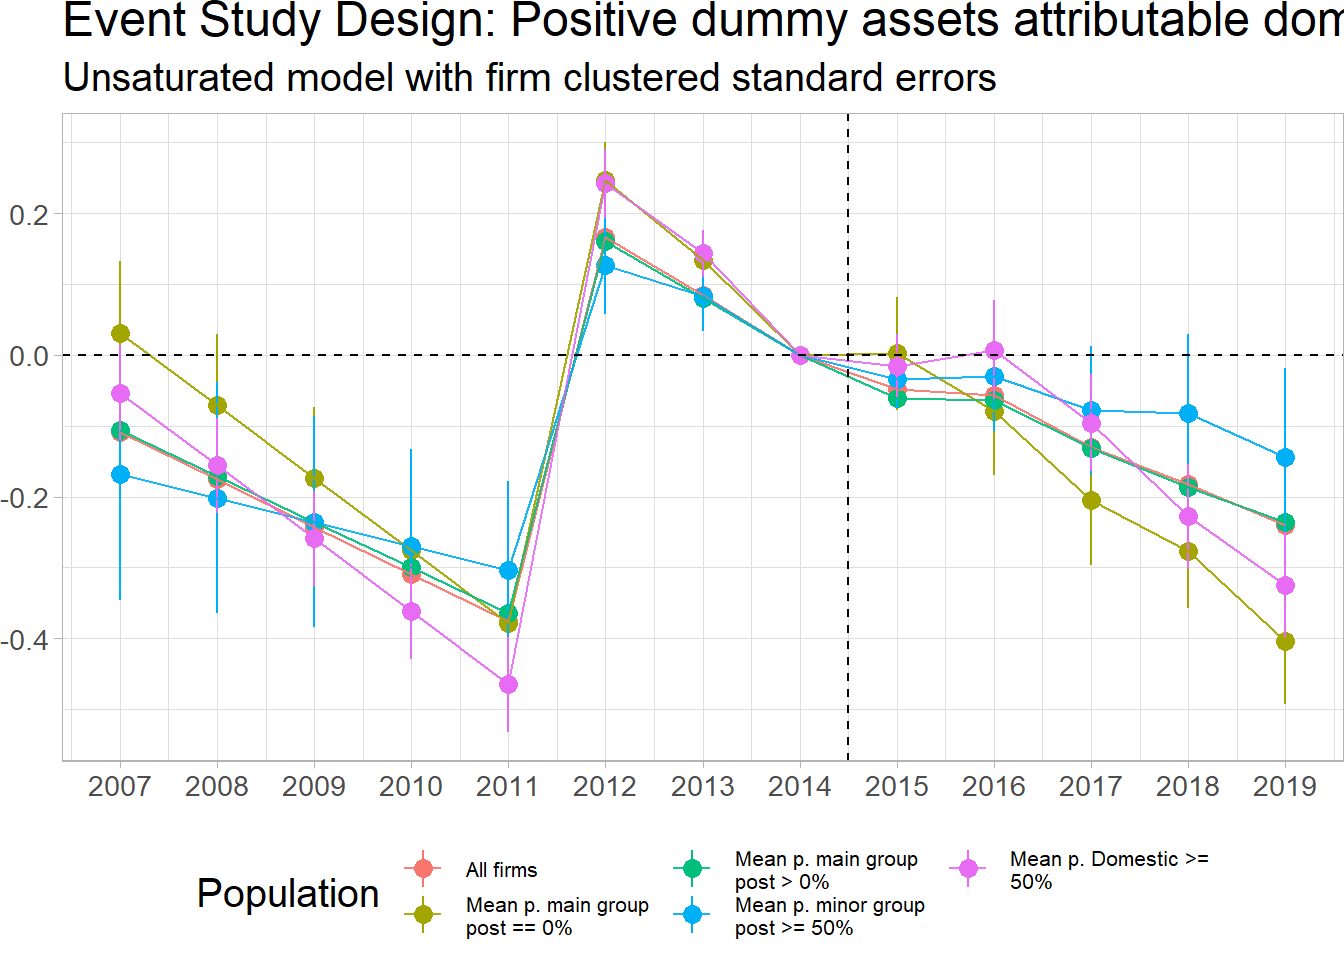 Event Study Design: Positive dummy assets attributable dom
Unsaturated model with firm clustered standard errors
0.2
0.0
-0.2
-0.4
2007 2008 2009 2010 2011 2012 2013 2014 2015 2016 2017 2018 2019
Population
All firms
Mean p. main group
post == 0%
Mean p. main group
post > 0%
Mean p. minor group
post >= 50%
Mean p. Domestic >=
50%